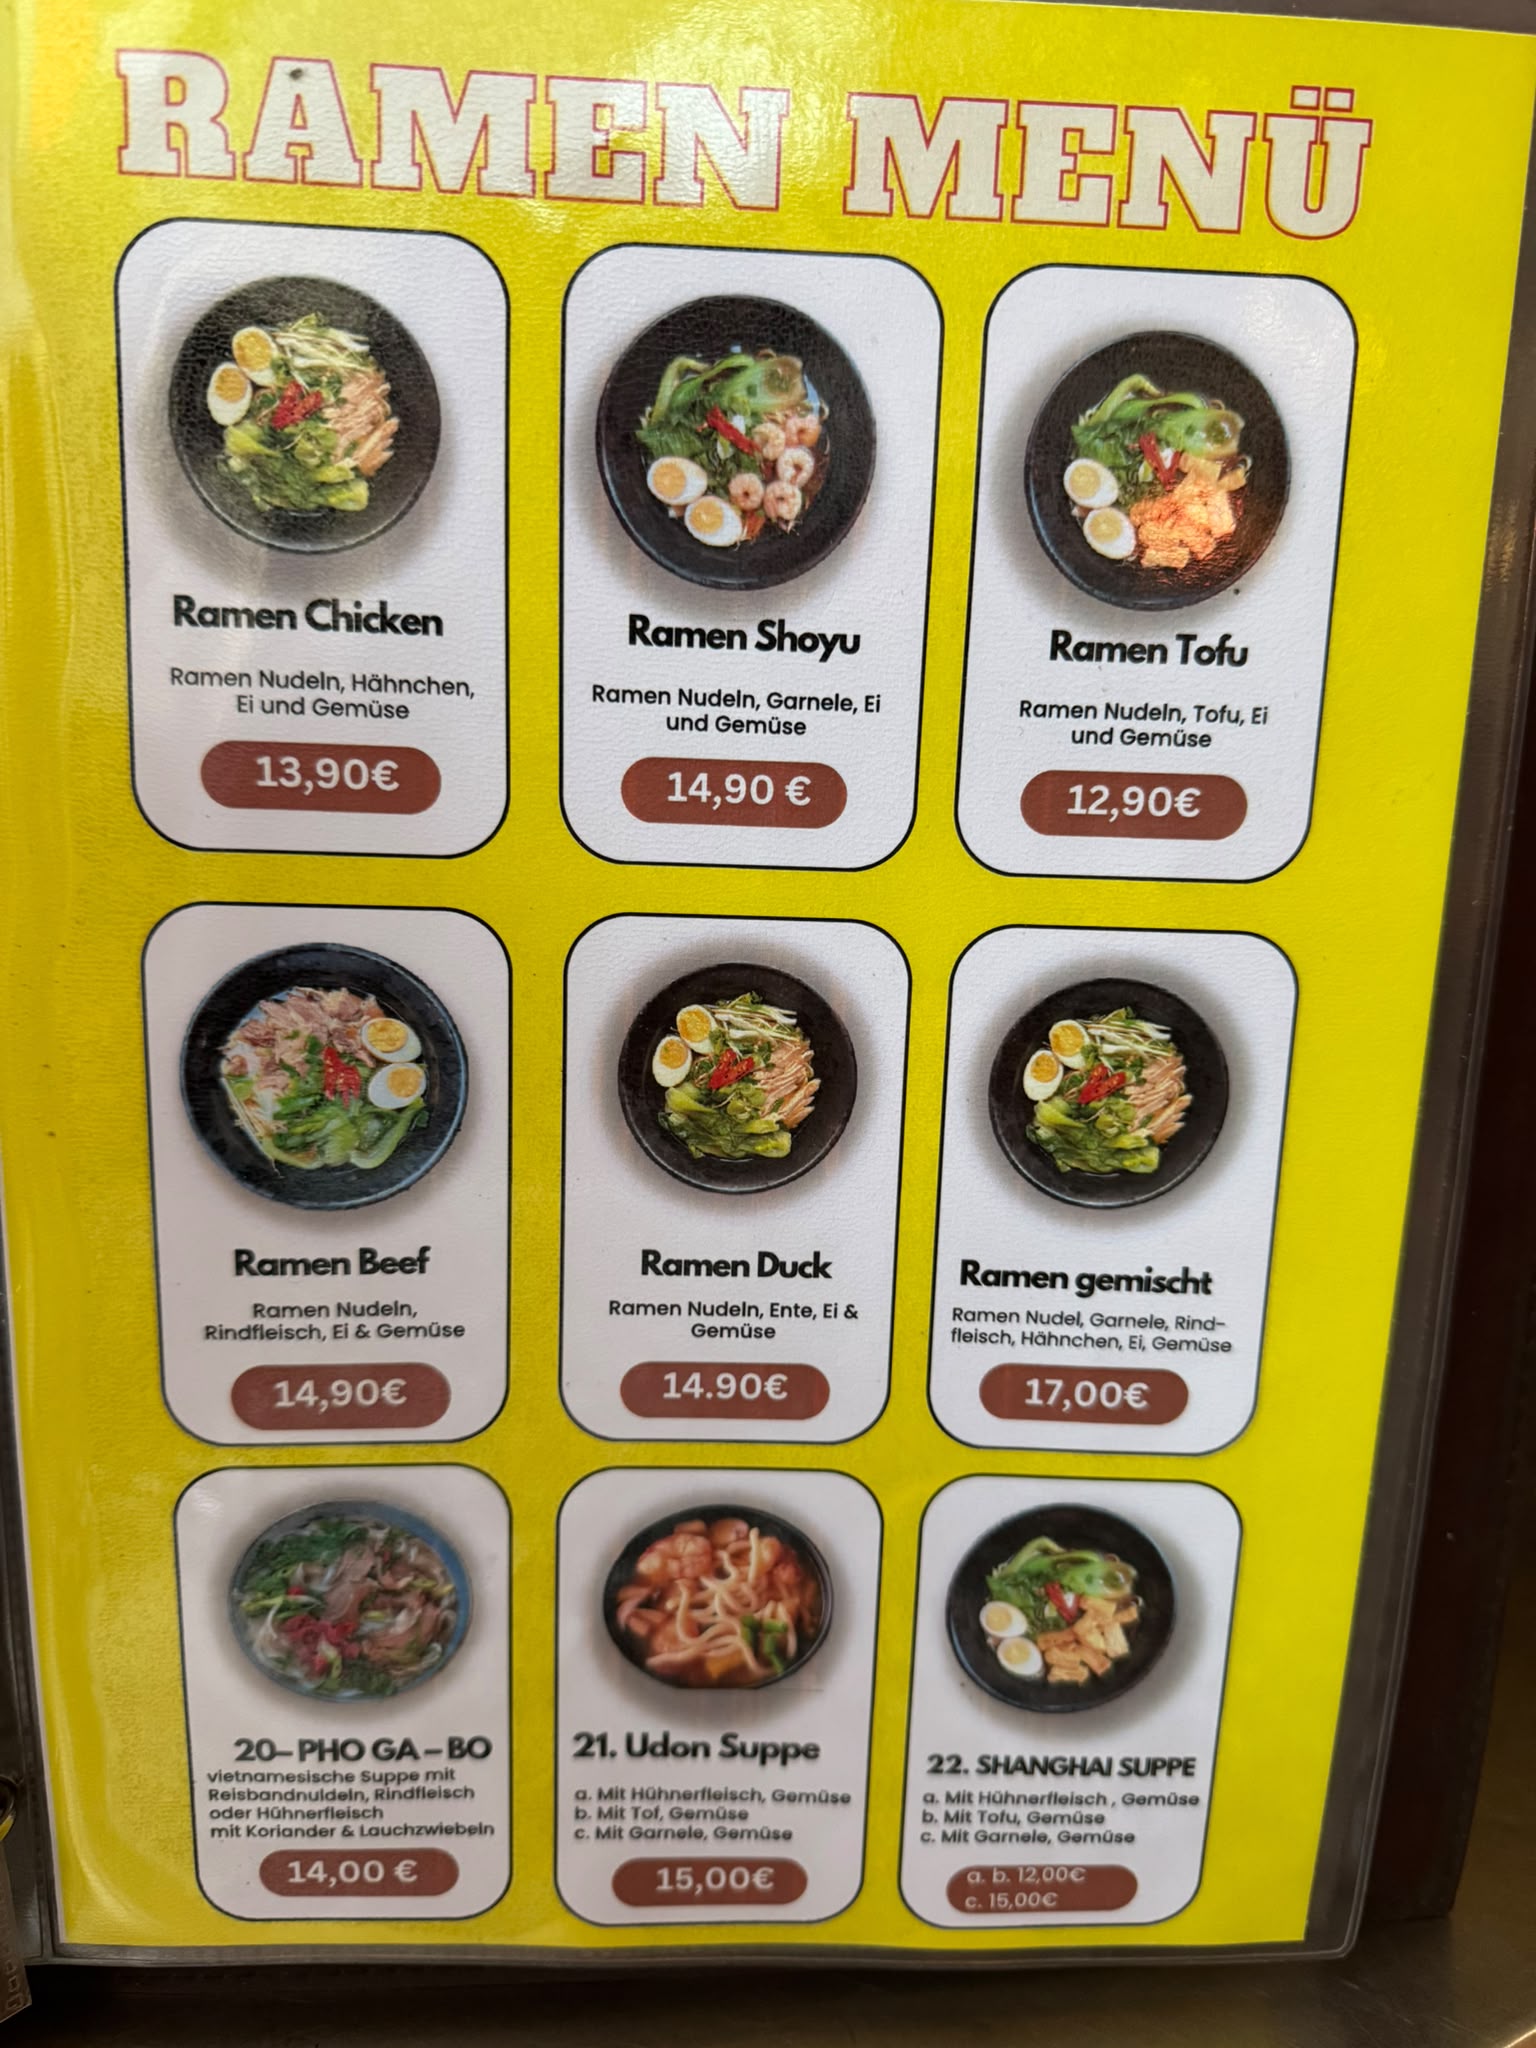 RAMEN MENÜ
Ramen Chicken
Ramen Nudeln, Hähnchen,
Ei und Gemüse
13,90€
Ramen Shoyu
Ramen Nudeln, Garnele, Ei
und Gemüse
14,90 €
Ramen Tofu
Ramen Nudeln, Tofu, Ei
und Gemüse
12,90€
Ramen Beef
Ramen Nudeln,
Rindfleisch, Ei & Gemüse
14,90€
Ramen Duck
Ramen Nudeln, Ente, Ei &
Gemüse
14.90€
Ramen gemischt
Ramen Nudel, Garnele, Rind-
fleisch, Hähnchen, Ei, Gemüse
17,00€
20– PHO GA – BO
vietnamesische Suppe mit
Reisbandnuldeln, Rindfleisch
oder Hühnerfleisch
mit Koriander & Lauchzwiebeln
14,00 €
21. Udon Suppe
a. Mit Hühnerfleisch, Gemüse
b. Mit Tof, Gemüse
c. Mit Garnele, Gemüse
15,00€
22. SHANGHAI SUPPE
a. Mit Hühnerfleisch , Gemüse
b. Mit Tofu, Gemüse
c. Mit Garnele, Gemüse
a. b. 12,00€
c. 15,00€